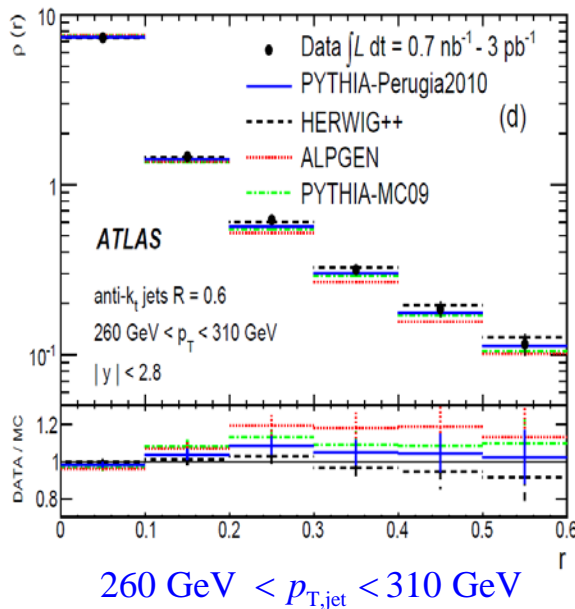 ρ (r)
10
1
10⁻¹
Data ∫L dt = 0.7 nb⁻¹ - 3 pb⁻¹
PYTHIA-Perugia2010
HERWIG++
(d)
ALPGEN
PYTHIA-MC09
ATLAS
anti-kₜ jets R = 0.6
260 GeV < p_T < 310 GeV
| y | < 2.8
DATA / MC
1.2
1
0.8
0 0.1 0.2 0.3 0.4 0.5 0.6
r
260 GeV < p_T,jet < 310 GeV